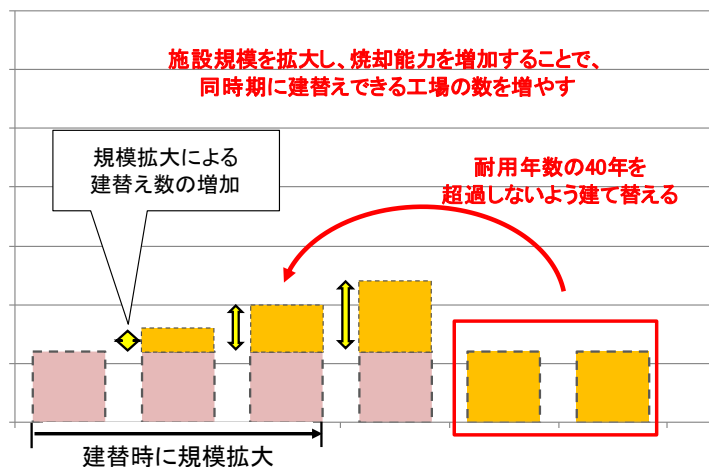 施設規模を拡大し、焼却能力を増加することで、
同時期に建替えできる工場の数を増やす
規模拡大による
建替え数の増加
耐用年数の40年を
超過しないよう建て替える
建替時に規模拡大